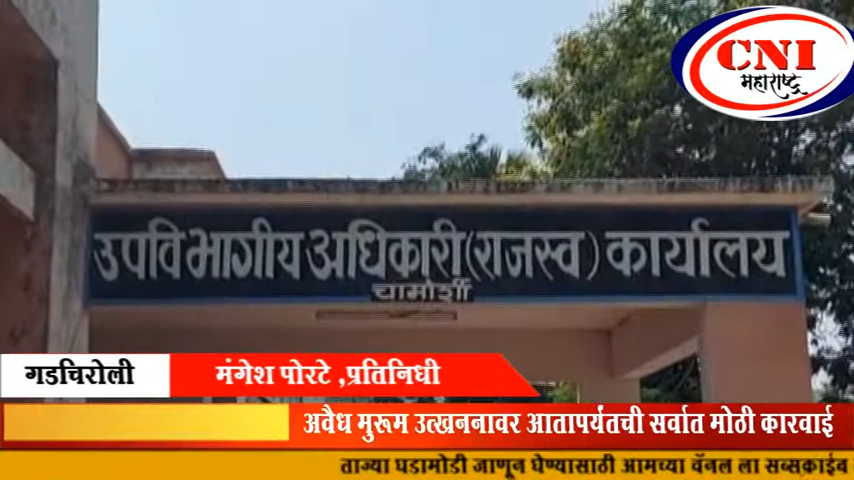 CNI
महाराष्ट्र
उपविभागीय अधिकारी (राजस्व) कार्यालय
चामोर्शी
गडचिरोली
मंगेश पोरटे ,प्रतिनिधी
अवैध मुरूम उत्खननावर आतापर्यंतची सर्वात मोठी कारवाई
ताज्या घडामोडी जाणून घेण्यासाठी आमच्या चॅनल ला सब्सक्राईब